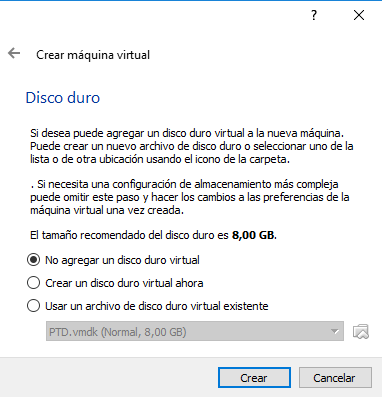 ?
Crear máquina virtual
Disco duro
Si desea puede agregar un disco duro virtual a la nueva máquina.
Puede crear un nuevo archivo de disco duro o seleccionar uno de la
lista o de otra ubicación usando el icono de la carpeta.
. Si necesita una configuración de almacenamiento más compleja
puede omitir este paso y hacer los cambios a las preferencias de la
máquina virtual una vez creada.
El tamaño recomendado del disco duro es 8,00 GB.
No agregar un disco duro virtual
Crear un disco duro virtual ahora
Usar un archivo de disco duro virtual existente
PTD.vmdk (Normal, 8,00 GB)
Crear
Cancelar